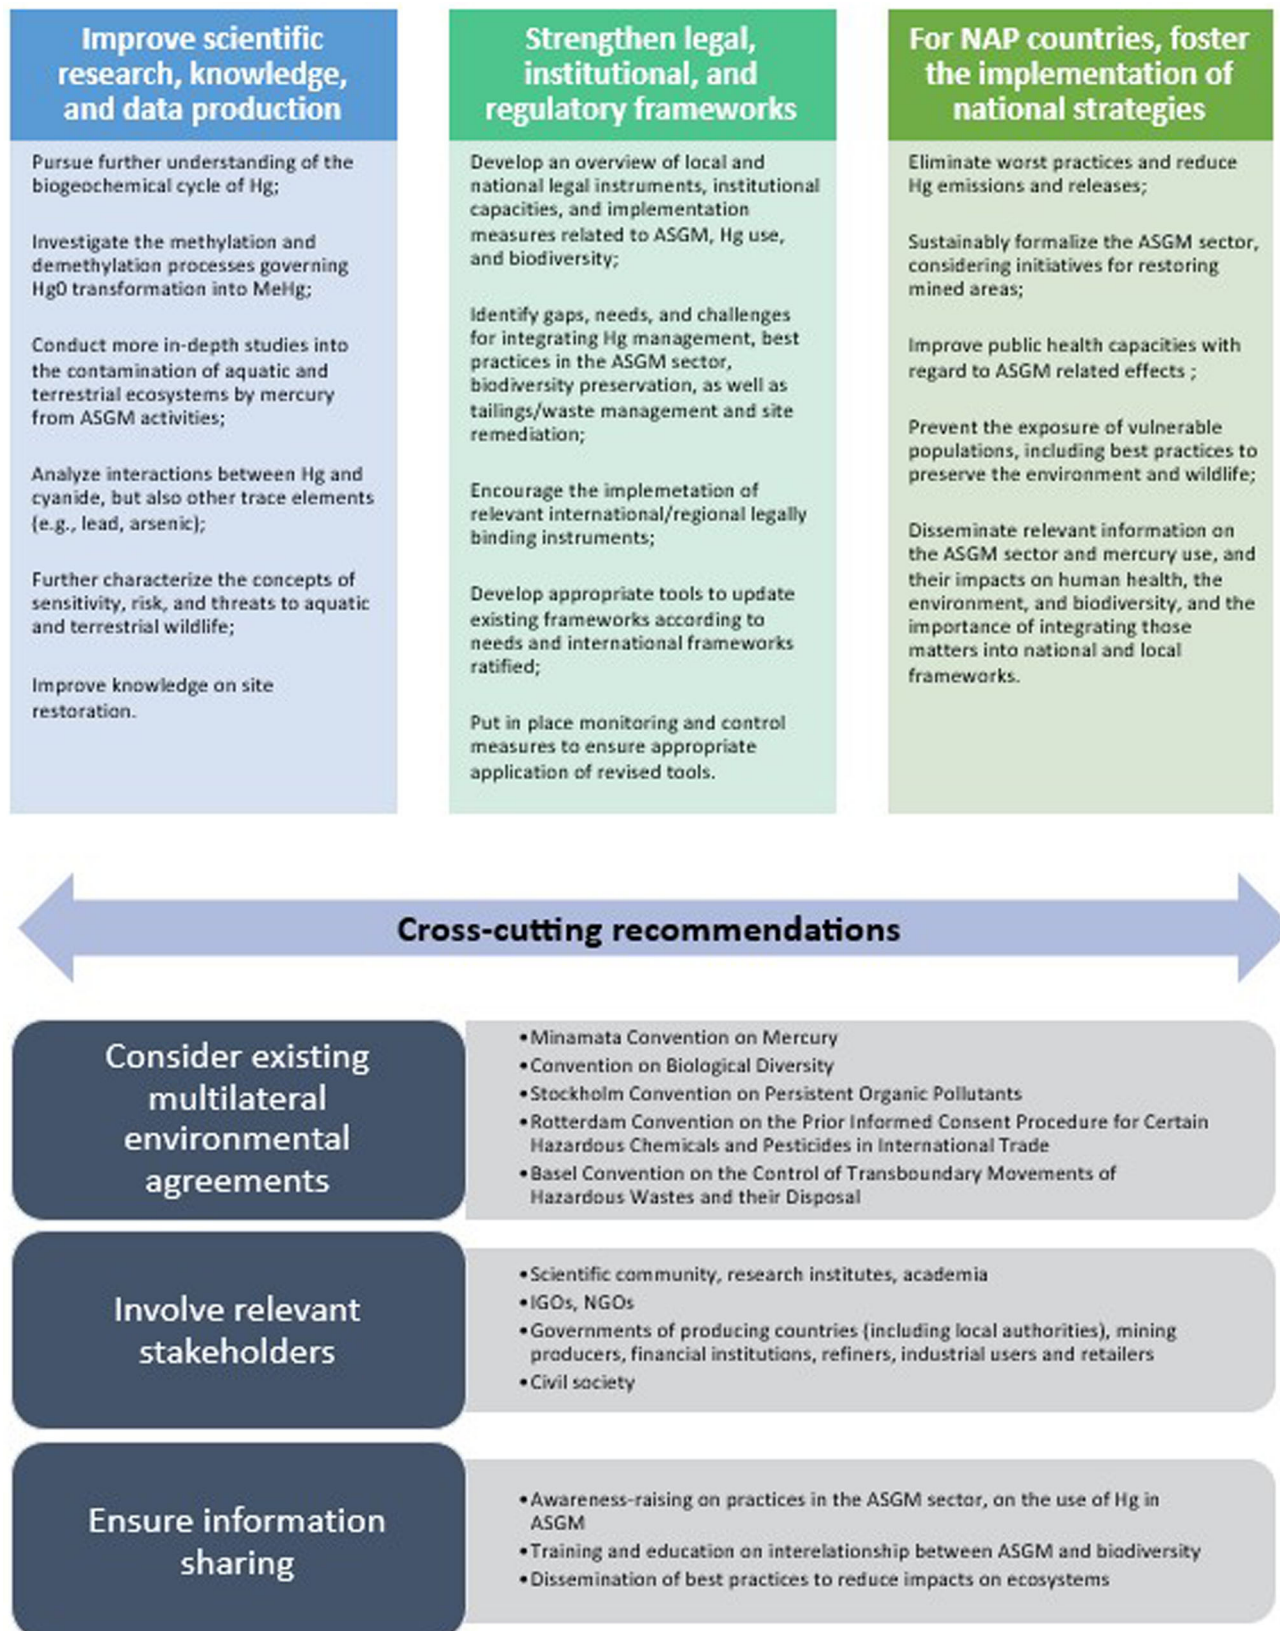 Improve scientific
research, knowledge,
and data production
Pursue further understanding of the
biogeochemical cycle of Hg;
Investigate the methylation and
demethylation processes governing
Hg0 transformation into MeHg;
Conduct more in-depth studies into
the contamination of aquatic and
terrestrial ecosystems by mercury
from ASGM activities;
Analyze interactions between Hg and
cyanide, but also other trace elements
(e.g., lead, arsenic);
Further characterize the concepts of
sensitivity, risk, and threats to aquatic
and terrestrial wildlife;
Improve knowledge on site
restoration.
Strengthen legal,
institutional, and
regulatory frameworks
Develop an overview of local and
national legal instruments, institutional
capacities, and implementation
measures related to ASGM, Hg use,
and biodiversity;
Identify gaps, needs, and challenges
for integrating Hg management, best
practices in the ASGM sector,
biodiversity preservation, as well as
tailings/waste management and site
remediation;
Encourage the implemetation of
relevant international/regional legally
binding instruments;
Develop appropriate tools to update
existing frameworks according to
needs and international frameworks
ratified;
Put in place monitoring and control
measures to ensure appropriate
application of revised tools.
For NAP countries, foster
the implementation of
national strategies
Eliminate worst practices and reduce
Hg emissions and releases;
Sustainably formalize the ASGM sector,
considering initiatives for restoring
mined areas;
Improve public health capacities with
regard to ASGM related effects ;
Prevent the exposure of vulnerable
populations, including best practices to
preserve the environment and wildlife;
Disseminate relevant information on
the ASGM sector and mercury use, and
their impacts on human health, the
environment, and biodiversity, and the
importance of integrating those
matters into national and local
frameworks.
Cross-cutting recommendations
Consider existing
multilateral
environmental
agreements
•Minamata Convention on Mercury
•Convention on Biological Diversity
•Stockholm Convention on Persistent Organic Pollutants
•Rotterdam Convention on the Prior Informed Consent Procedure for Certain
Hazardous Chemicals and Pesticides in International Trade
•Basel Convention on the Control of Transboundary Movements of
Hazardous Wastes and their Disposal
Involve relevant
stakeholders
•Scientific community, research institutes, academia
•IGOs, NGOs
•Governments of producing countries (including local authorities), mining
producers, financial institutions, refiners, industrial users and retailers
•Civil society
Ensure information
sharing
•Awareness-raising on practices in the ASGM sector, on the use of Hg in
ASGM
•Training and education on interelationship between ASGM and biodiversity
•Dissemination of best practices to reduce impacts on ecosystems